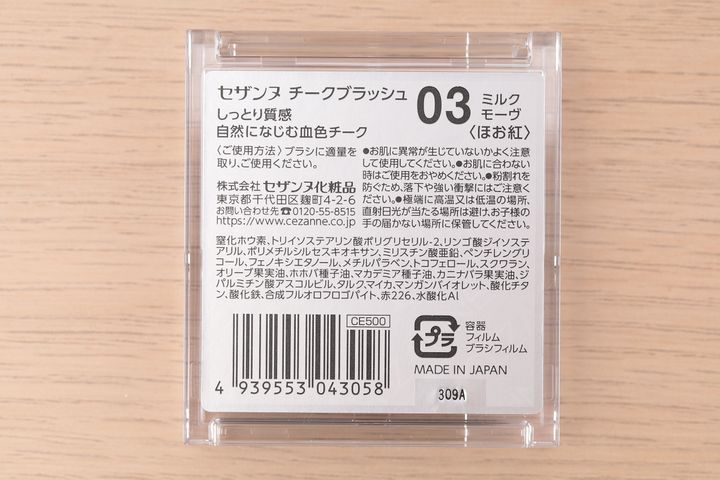 セザンヌ チークブラッシュ
しっとり質感
自然になじむ血色チーク
03 ミルク
モーヴ
〈ほお紅〉
〈ご使用方法〉ブラシに適量を
取り、ご使用ください。
株式会社 セザンヌ化粧品
東京都千代田区麹町4-2-6
お問い合わせ先☎0120-55-8515
https://www.cezanne.co.jp/
●お肌に異常が生じていないかよく注意
して使用してください。●お肌に合わない
時はご使用をおやめください。●粉割れを
防ぐため、落下や強い衝撃にはご注意く
ださい。●極端に高温又は低温の場所、
直射日光が当たる場所は避け、お子様の
手の届かない場所に保管してください。
窒化ホウ素、トリイソステアリン酸ポリグリセリル-2、リンゴ酸ジイソステ
アリル、ポリメチルシルセスキオキサン、ミリスチン酸亜鉛、ペンチレングリ
コール、フェノキシエタノール、メチルパラベン、トコフェロール、スクワラン、
オリーブ果実油、ホホバ種子油、マカデミア種子油、カニナバラ果実油、ジ
パルミチン酸アスコルビル、タルク、マイカ、マンガンバイオレット、酸化チタ
ン、酸化鉄、合成フルオロフロゴパイト、赤226、水酸化Al
CE500
4 939553 043058
プラ
容器
フィルム
ブラシフィルム
MADE IN JAPAN
309A